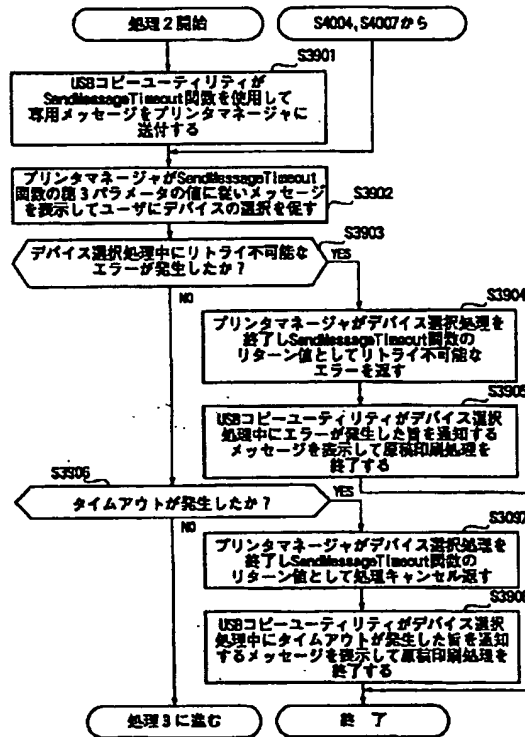 処理2開始
S4004, S4007から
S3901
USBコピーユーティリティが
SendMessageTimeout関数を使用して
専用メッセージをプリンタマネージャに
送付する
プリンタマネージャがSendMessageTimeout
関数の第3パラメータの値に従いメッセージ
を表示してユーザにデバイスの選択を促す
S3902
S3903
デバイス選択処理中にリトライ不可能な
エラーが発生したか?
YES
NO
S3904
プリンタマネージャがデバイス選択処理を
終了しSendMessageTimeout関数の
リターン値としてリトライ不可能な
エラーを返す
S3905
USBコピーユーティリティがデバイス選択
処理中にエラーが発生した旨を通知する
メッセージを表示して原稿印刷処理を
終了する
S3906
タイムアウトが発生したか?
YES
NO
S3097
プリンタマネージャがデバイス選択処理を
終了しSendMessageTimeout関数の
リターン値として処理キャンセル返す
S3908
USBコピーユーティリティがデバイス選択
処理中にタイムアウトが発生した旨を通知
するメッセージを表示して原稿印刷処理を
終了する
処理3に進む
終 了